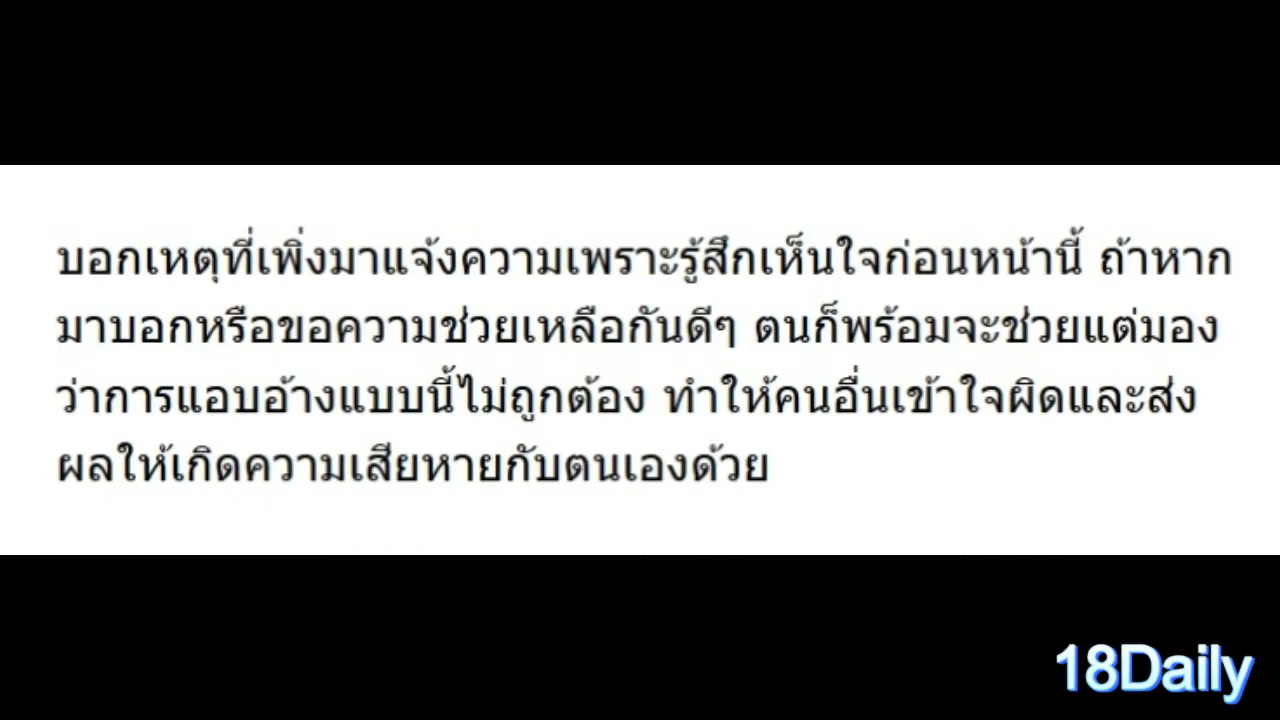 บอกเหตุที่เพิ่งมาแจ้งความเพราะรู้สึกเห็นใจก่อนหน้านี้ ถ้าหาก
มาบอกหรือขอความช่วยเหลือกันดีๆ ตนก็พร้อมจะช่วยแต่มอง
ว่าการแอบอ้างแบบนี้ไม่ถูกต้อง ทำให้คนอื่นเข้าใจผิดและส่ง
ผลให้เกิดความเสียหายกับตนเองด้วย
18Daily